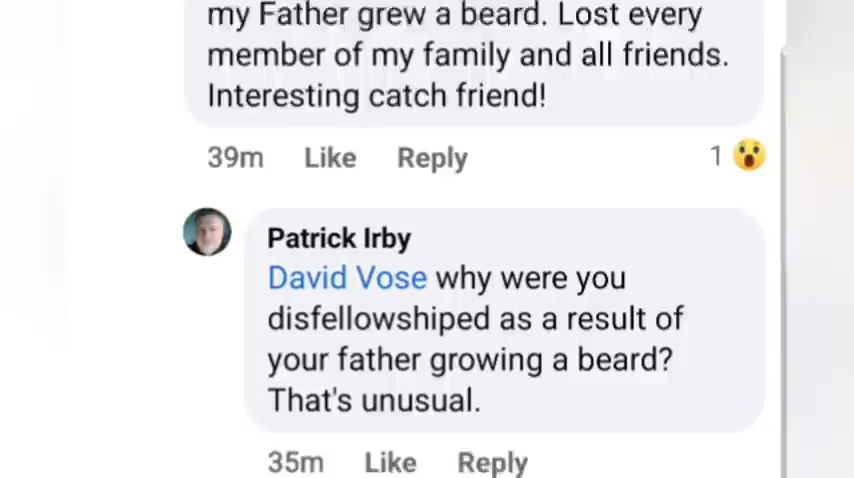 my Father grew a beard. Lost every
member of my family and all friends.
Interesting catch friend!
39m Like Reply 1
Patrick Irby
David Vose why were you
disfellowshiped as a result of
your father growing a beard?
That's unusual.
35m Like Reply